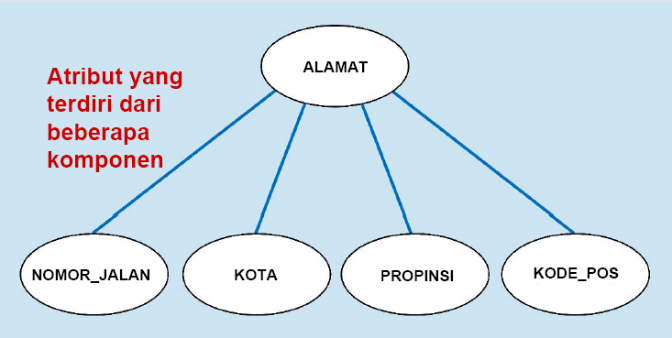 ALAMAT
Atribut yang
terdiri dari
beberapa
komponen
NOMOR_JALAN
KOTA
PROPINSI
KODE_POS